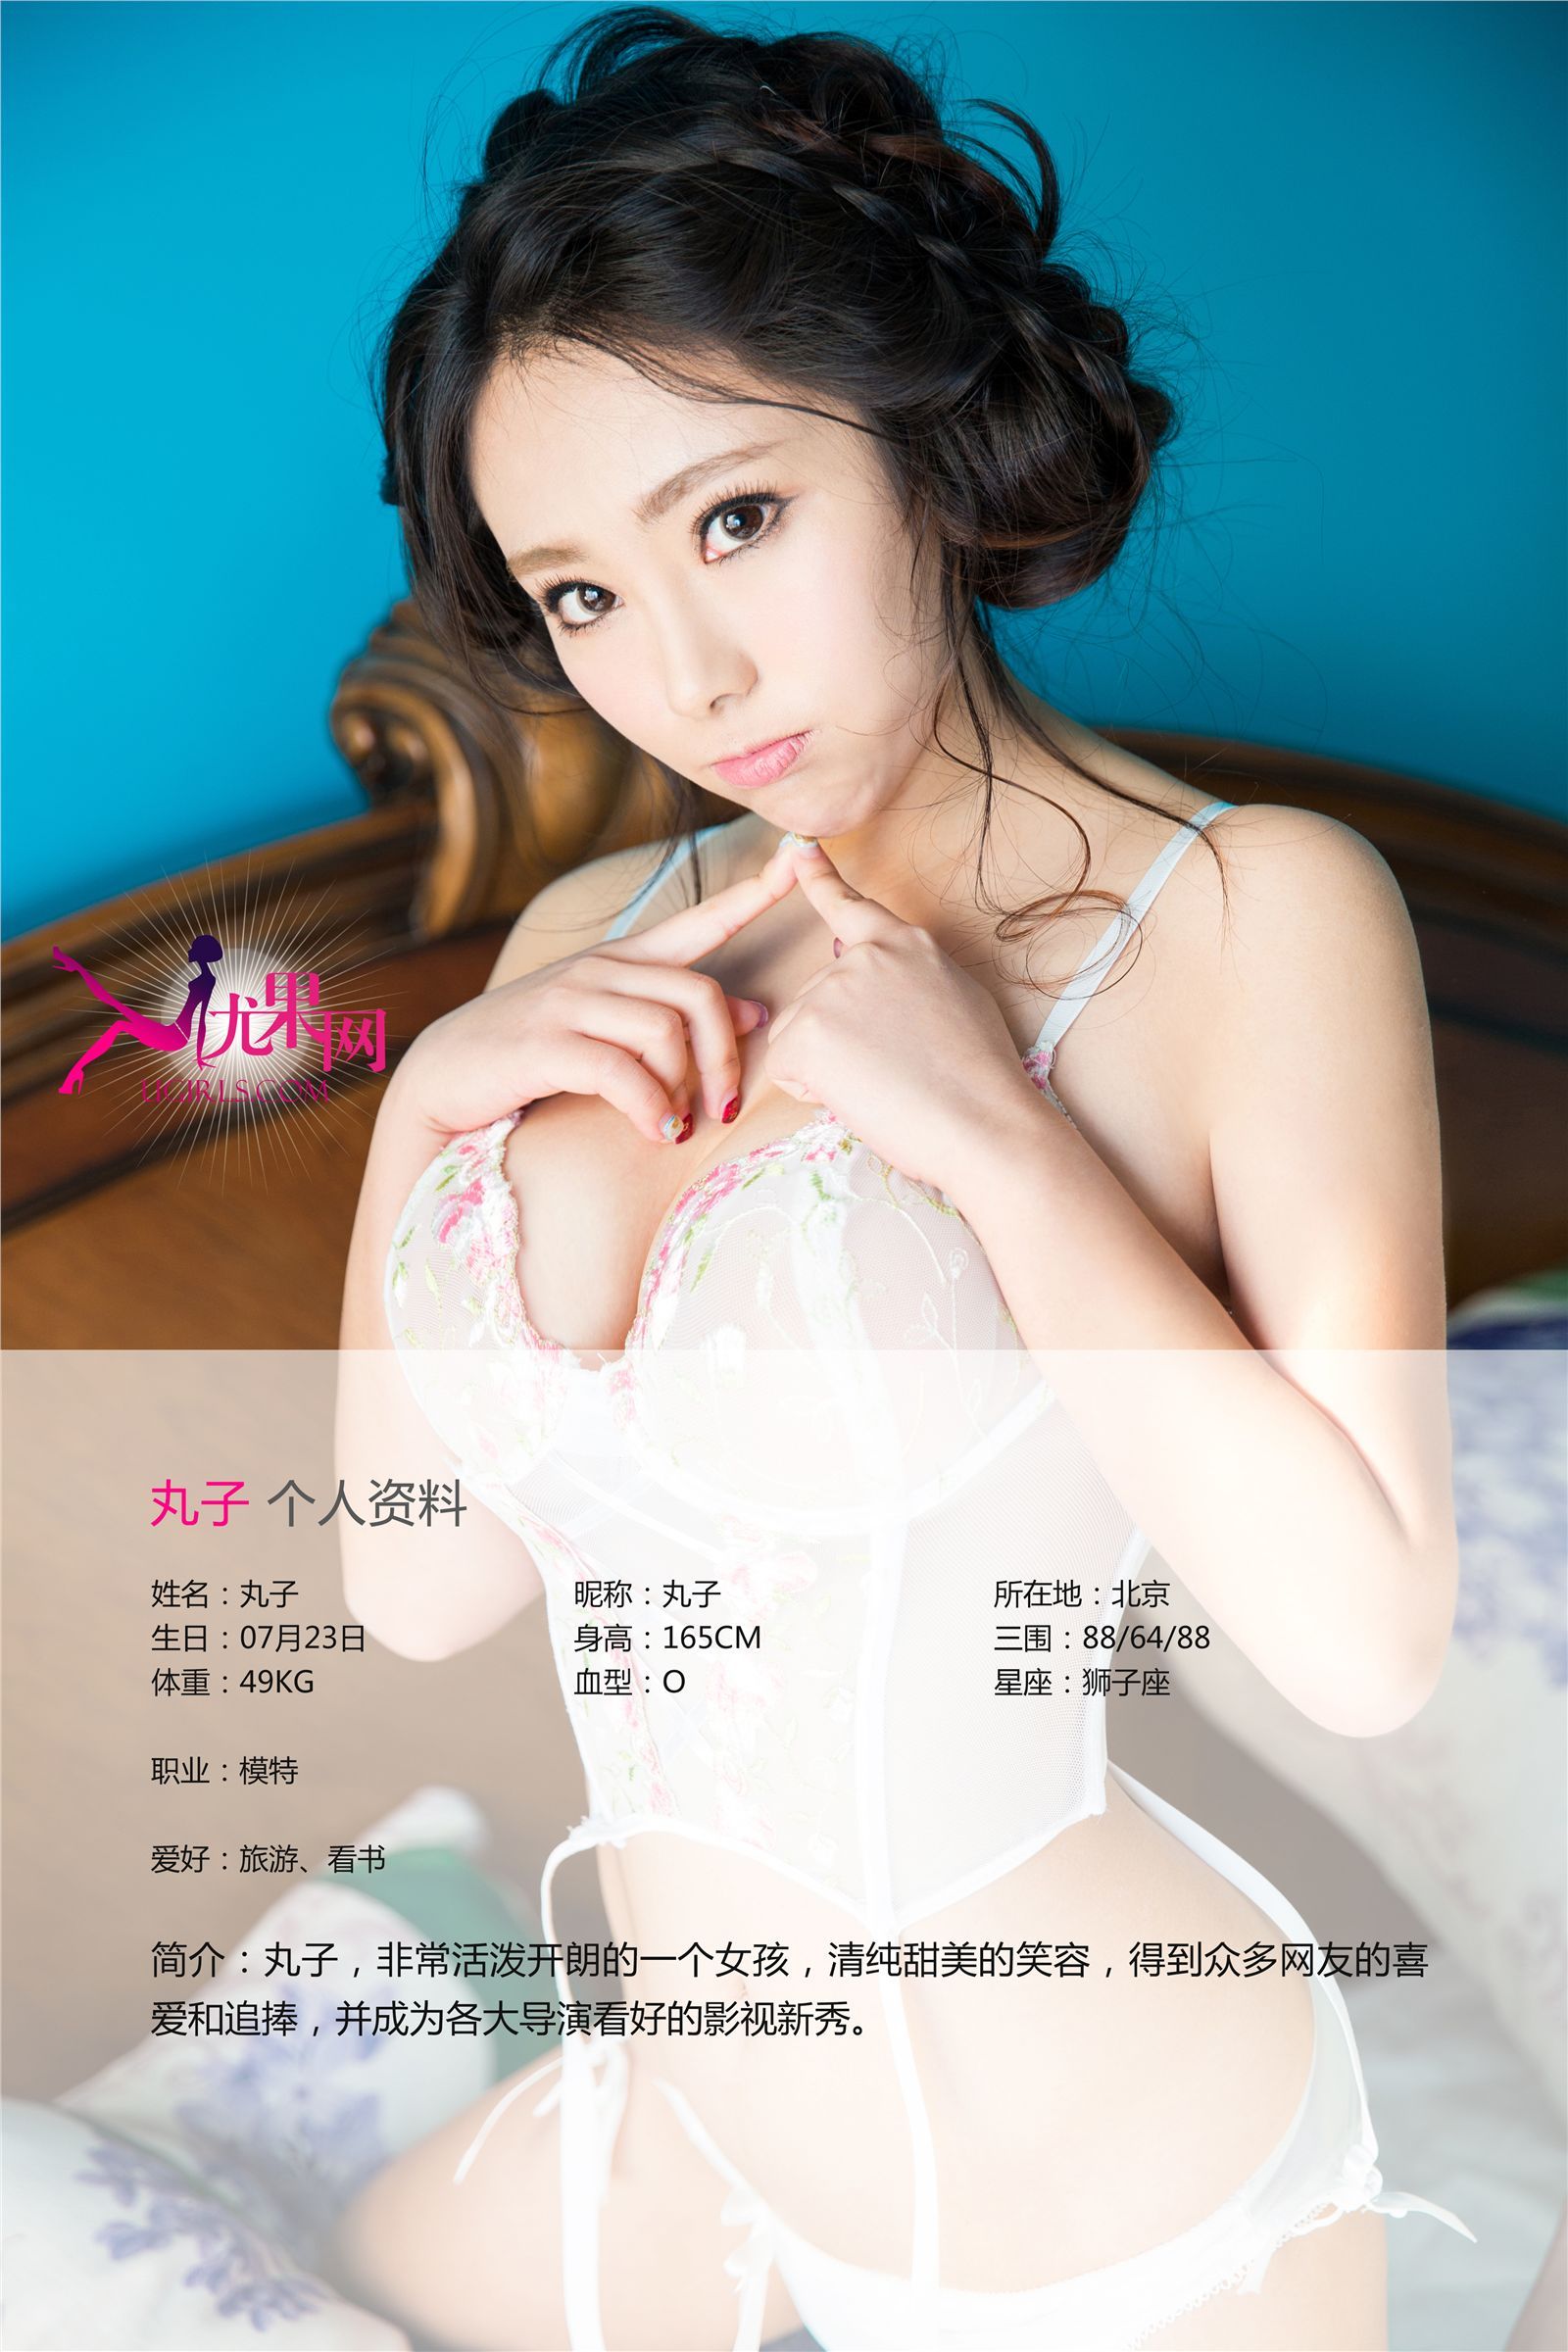 尤果网
UGIRLS.COM
丸子 个人资料
姓名：丸子 昵称：丸子 所在地：北京
生日：07月23日 身高：165CM 三围：88/64/88
体重：49KG 血型：O 星座：狮子座
职业：模特
爱好：旅游、看书
简介：丸子，非常活泼开朗的一个女孩，清纯甜美的笑容，得到众多网友的喜
爱和追捧，并成为各大导演看好的影视新秀。